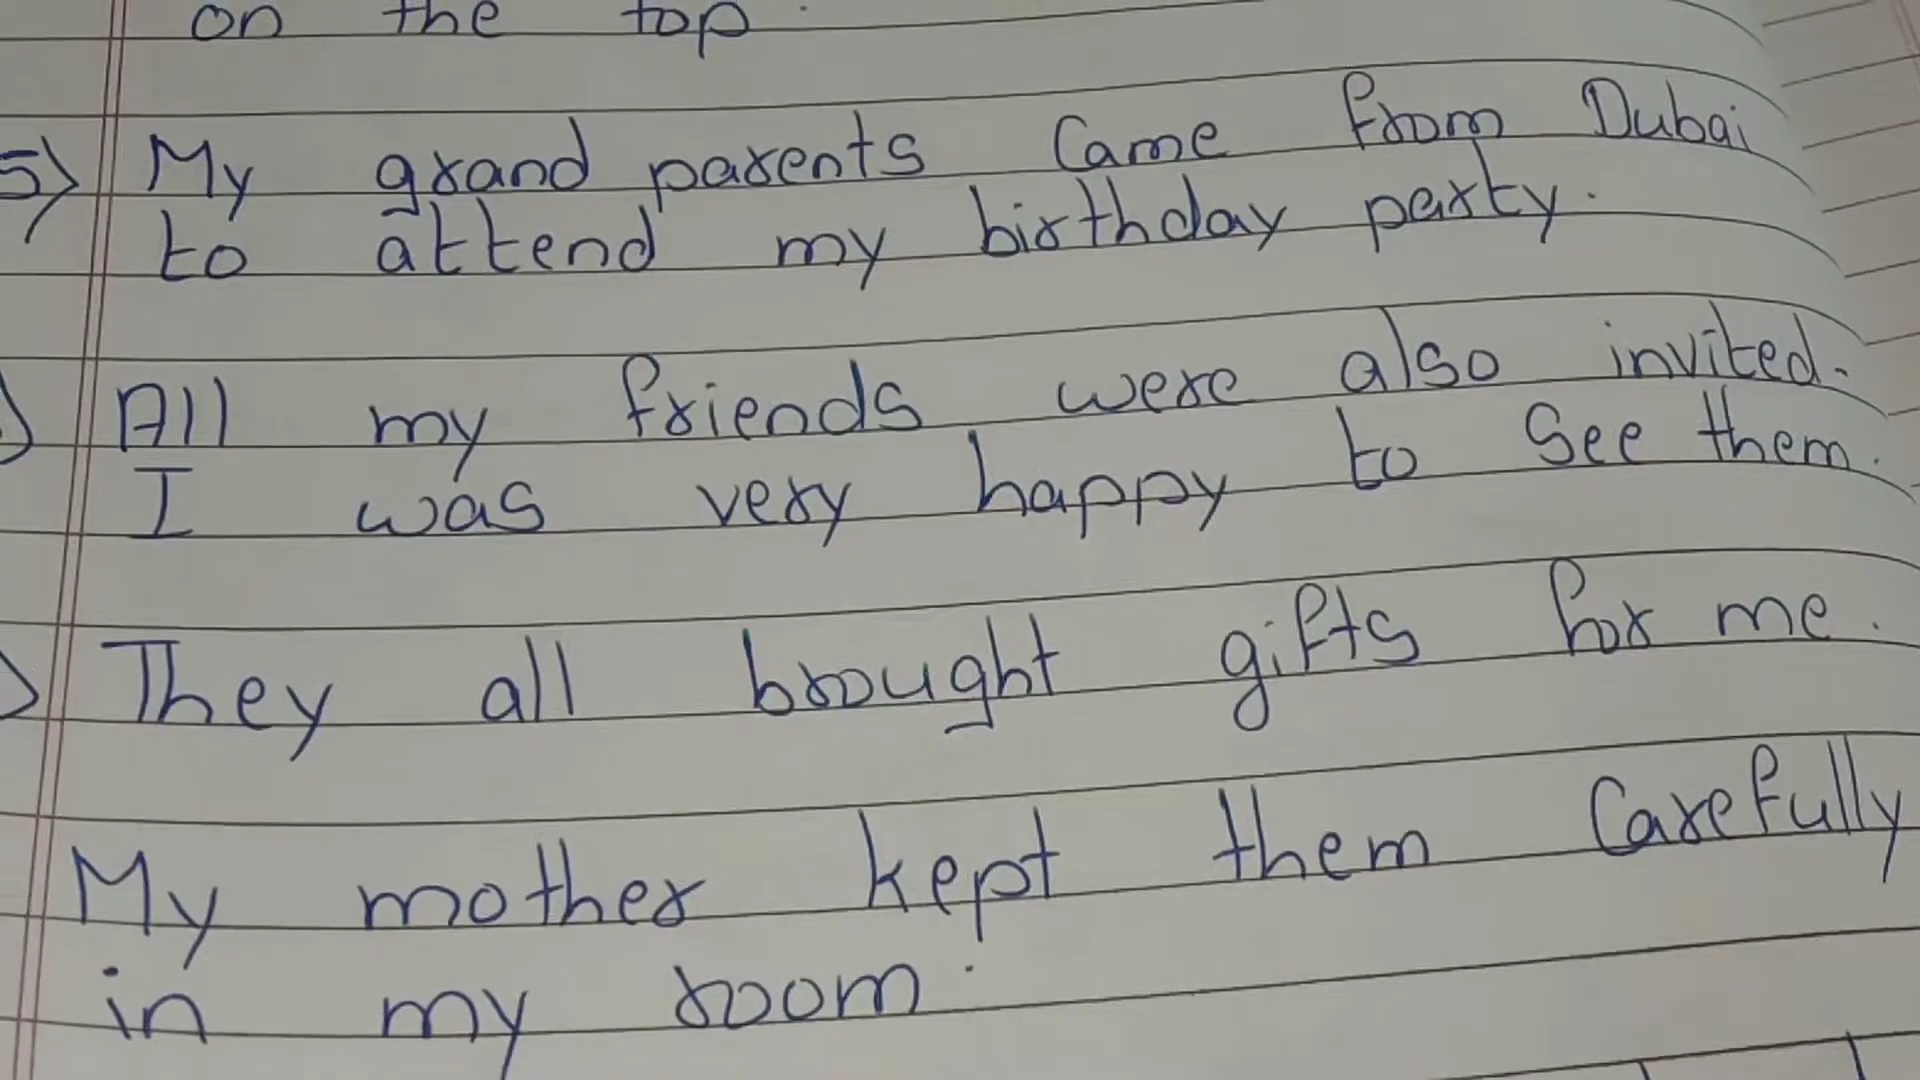 on the top.
5) My grand parents Came from Dubai
to attend my birthday party.
) All my friends were also invited.
I was very happy to See them.
) They all brought gifts for me.
My mother kept them Carefully
in my room.